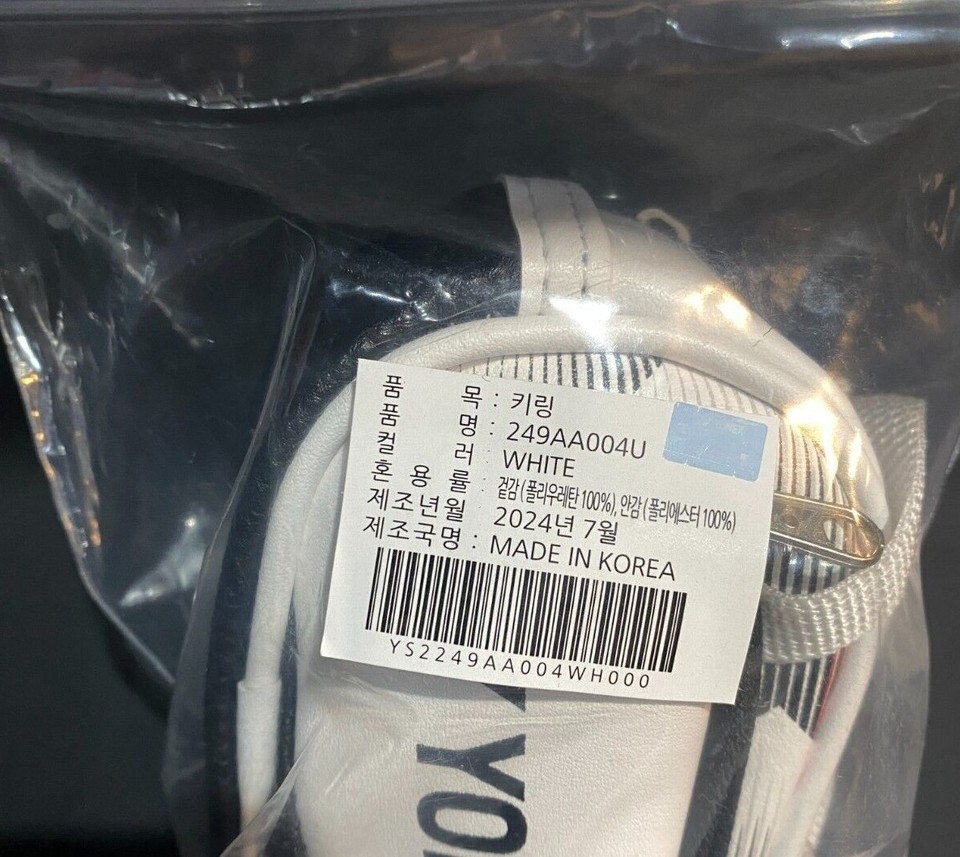 품 목 : 키링
품 명 : 249AA004U
컬 러 : WHITE
혼 용 률 : 겉감 ( 폴리우레탄 100%), 안감 ( 폴리에스터 100%)
제조년월 : 2024년 7월
제조국명 : MADE IN KOREA
YS2249AA004WH000
YO